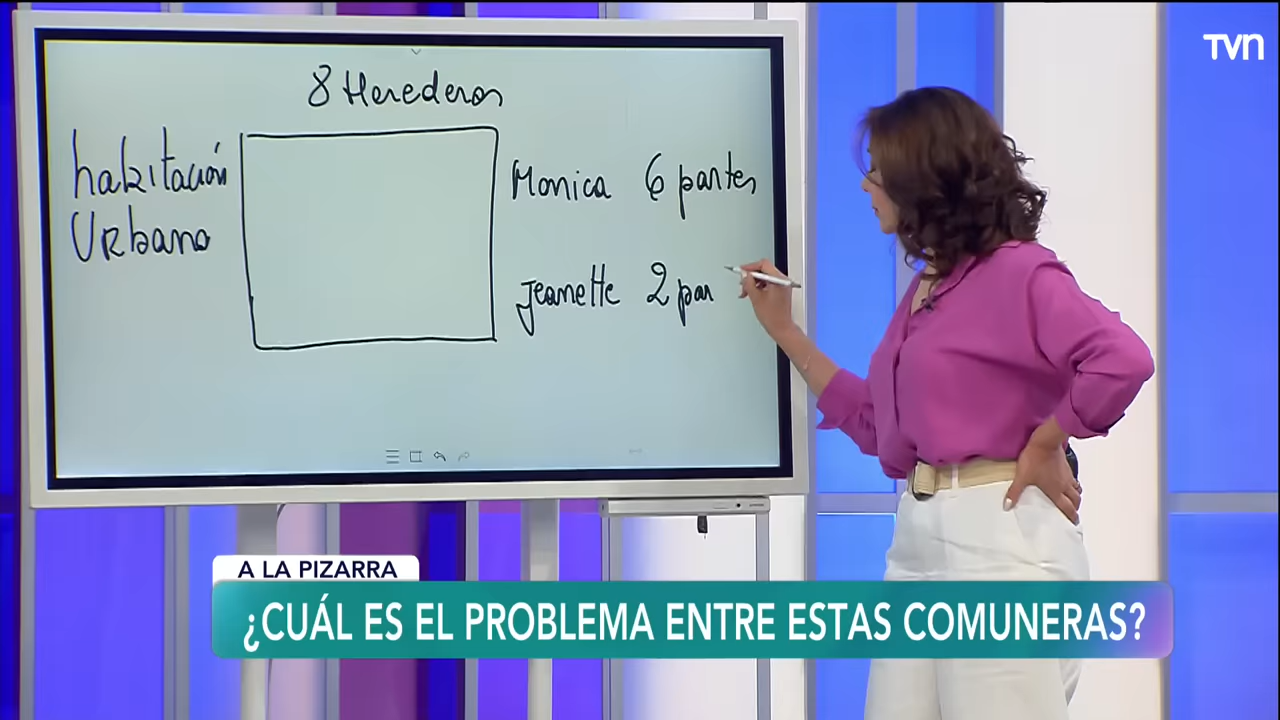 TVN
8 Herederos
habitación
Urbano
Monica 6 partes
Jeanette 2 par
A LA PIZARRA
¿CUÁL ES EL PROBLEMA ENTRE ESTAS COMUNERAS?